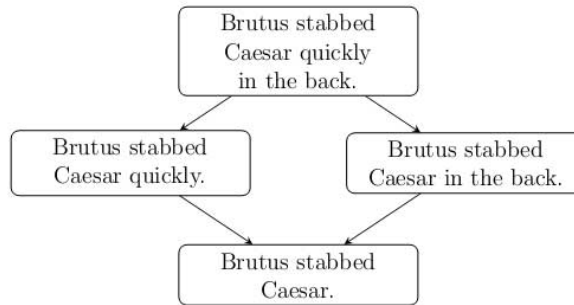 Brutus stabbed
Caesar quickly
in the back.
Brutus stabbed
Caesar quickly.
Brutus stabbed
Caesar in the back.
Brutus stabbed
Caesar.